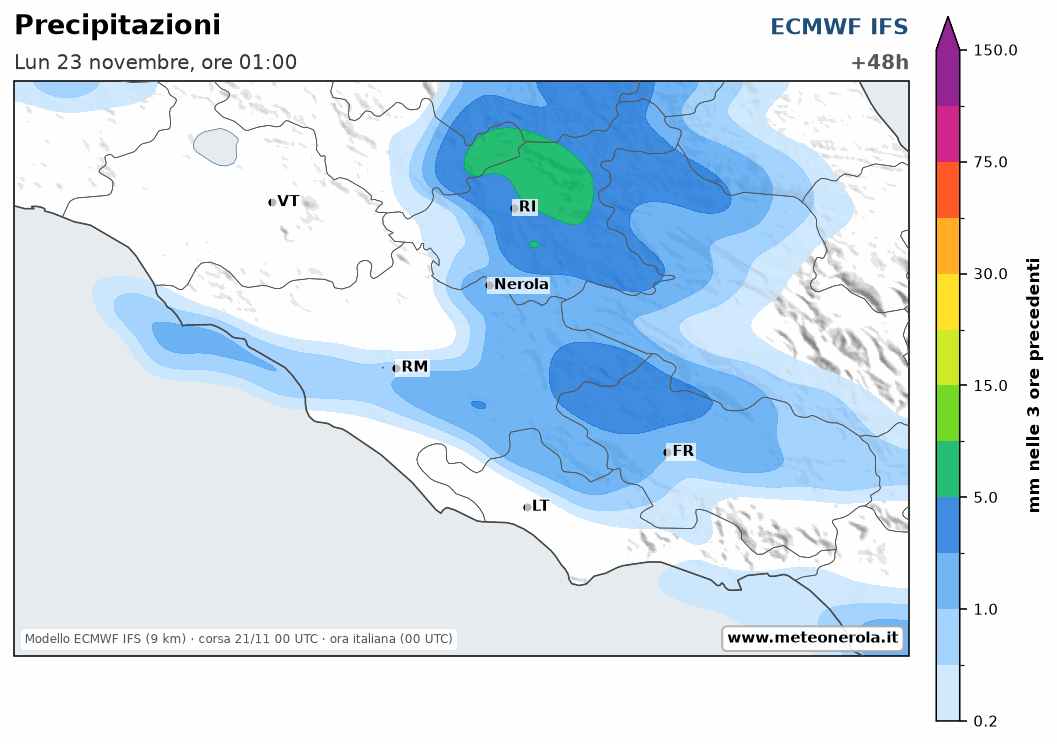 Precipitazioni
ECMWF IFS
Lun 23 novembre, ore 01:00
+48h
150.0
75.0
30.0
15.0
5.0
1.0
0.2
mm nelle 3 ore precedenti
VT
RI
Nerola
RM
FR
LT
Modello ECMWF IFS (9 km) · corsa 21/11 00 UTC · ora italiana (00 UTC)
www.meteonerola.it